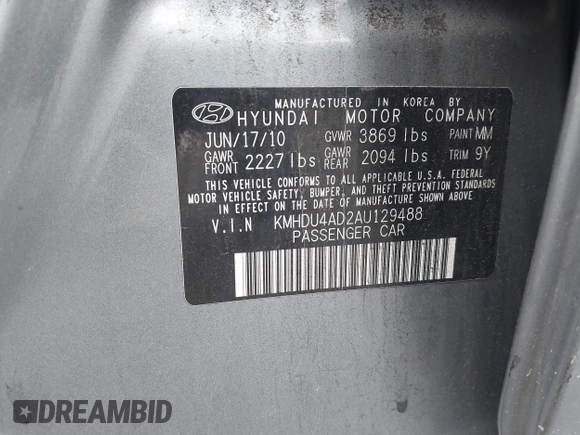 MANUFACTURED IN KOREA BY
HYUNDAI MOTOR COMPANY
JUN/17/10 GVWR 3869 lbs PAINT MM
GAWR FRONT 2227 lbs GAWR REAR 2094 lbs TRIM 9Y
THIS VEHICLE CONFORMS TO ALL APPLICABLE U.S.A. FEDERAL
MOTOR VEHICLE SAFETY, BUMPER, AND THEFT PREVENTION STANDARDS
IN EFFECT ON THE DATE OF MANUFACTURE SHOWN ABOVE.
V.I.N KMHDU4AD2AU129488
PASSENGER CAR
DREAMBID